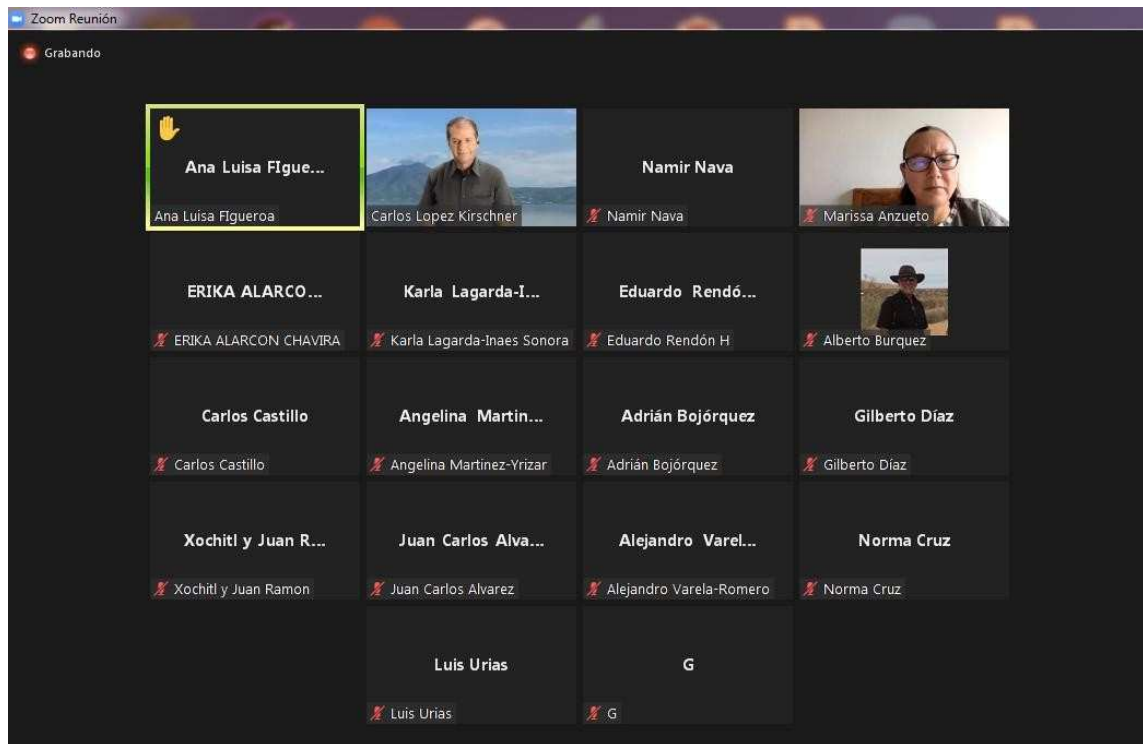 Zoom Reunión
Grabando
Ana Luisa FIgue...
Ana Luisa FIgueroa
Carlos Lopez Kirschner
Namir Nava
Namir Nava
Marissa Anzueto
ERIKA ALARCO...
ERIKA ALARCON CHAVIRA
Karla Lagarda-I...
Karla Lagarda-Inaes Sonora
Eduardo Rendó...
Eduardo Rendón H
Alberto Burquez
Carlos Castillo
Carlos Castillo
Angelina Martin...
Angelina Martinez-Yrizar
Adrián Bojórquez
Adrián Bojórquez
Gilberto Díaz
Gilberto Díaz
Xochitl y Juan R...
Xochitl y Juan Ramon
Juan Carlos Alva...
Juan Carlos Alvarez
Alejandro Varel...
Alejandro Varela-Romero
Norma Cruz
Norma Cruz
Luis Urias
Luis Urias
G
G